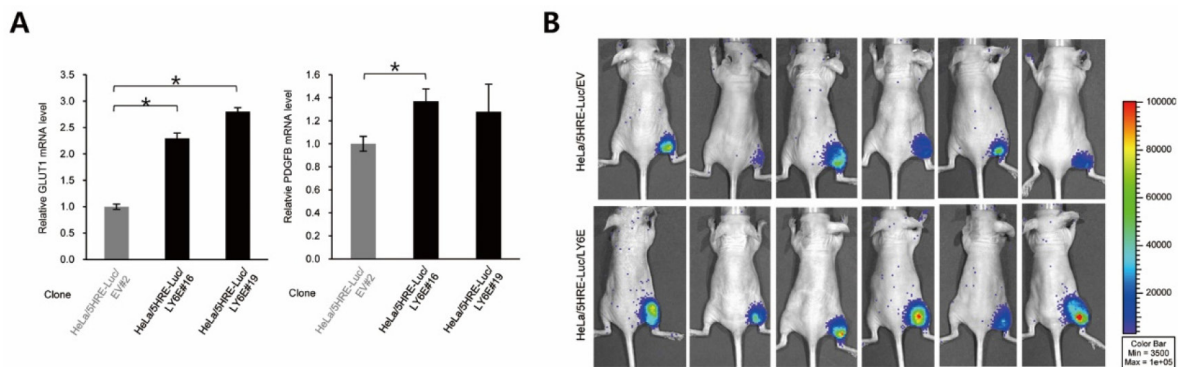 A
Relative GLUT1 mRNA level
3.5
3.0
2.5
2.0
1.5
1.0
0.5
0.0
*
*
Clone
HeLa/5HRE-Luc/
EV#2
HeLa/5HRE-Luc/
LY6E#16
HeLa/5HRE-Luc/
LY6E#19
Relatvie PDGFB mRNA level
1.6
1.4
1.2
1.0
0.8
0.6
0.4
0.2
0.0
*
Clone
HeLa/5HRE-Luc/
EV#2
HeLa/5HRE-Luc/
LY6E#16
HeLa/5HRE-Luc/
LY6E#19
B
HeLa/5HRE-Luc/EV
HeLa/5HRE-Luc/LY6E
100000
80000
60000
40000
20000
Color Bar
Min = 3500
Max = 1e+05